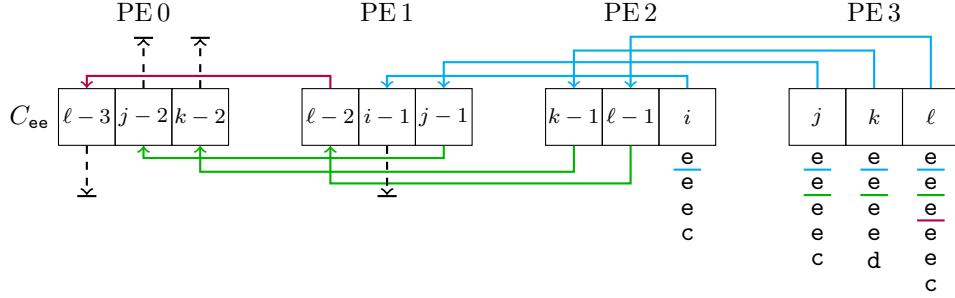 PE 0 PE 1 PE 2 PE 3
C_ee ℓ − 3 j − 2 k − 2 ℓ − 2 i − 1 j − 1 k − 1 ℓ − 1 i j k ℓ
e e e e
e e e e
e e e e
c e e e
c d e
c